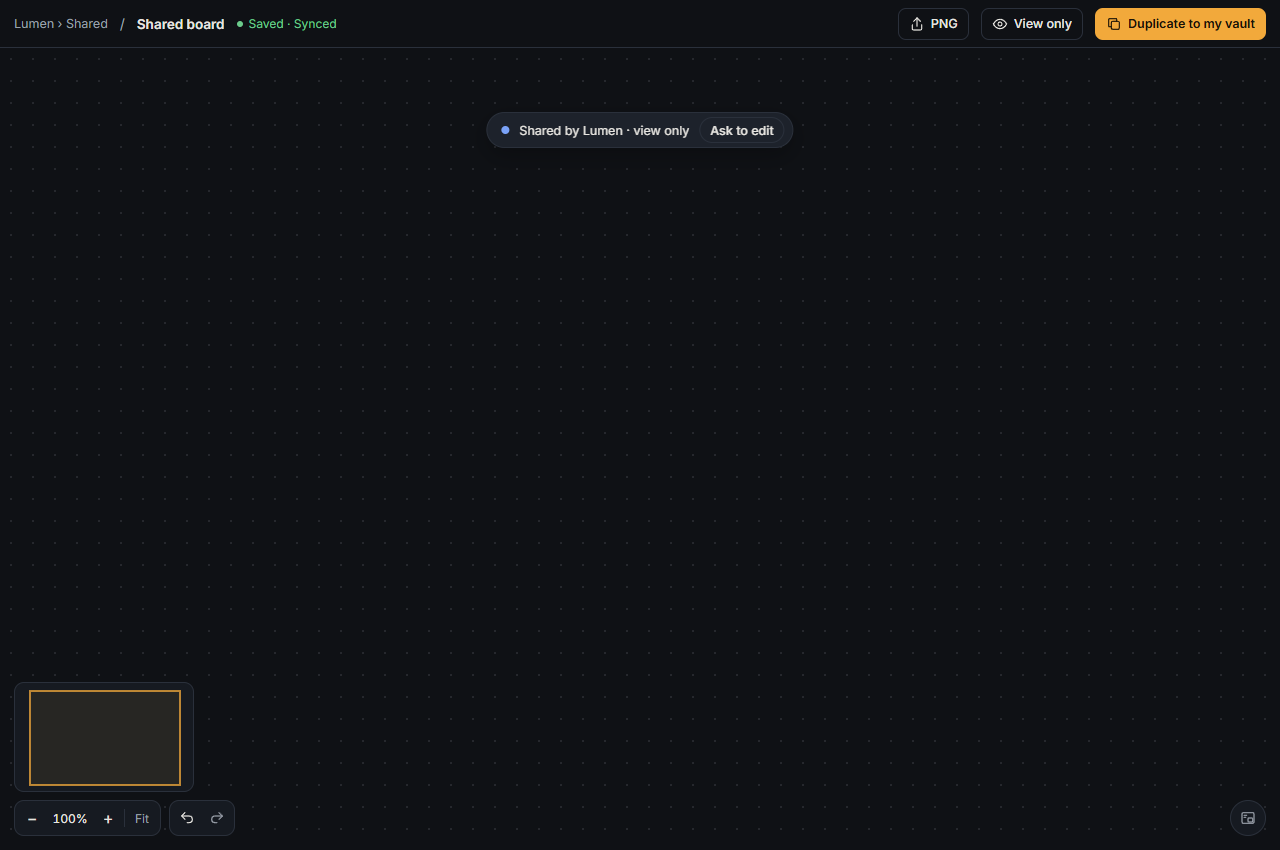 Lumen › Shared / Shared board Saved · Synced PNG View only Duplicate to my vault
Shared by Lumen · view only Ask to edit
− 100% + Fit